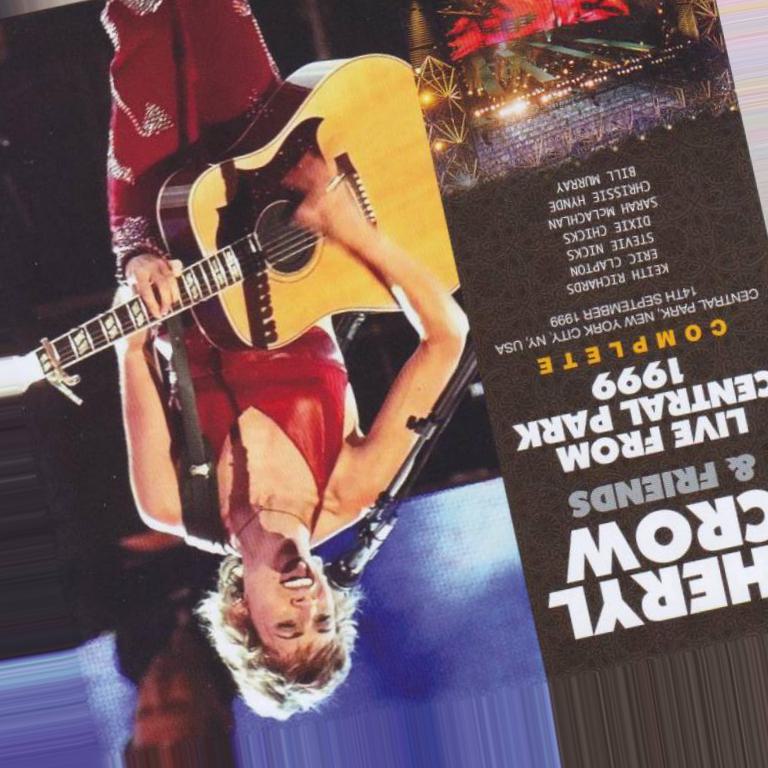 HERYL
CROW
& FRIENDS
LIVE FROM
CENTRAL PARK
1999
COMPLETE
CENTRAL PARK, NEW YORK CITY, NY, USA
14TH SEPTEMBER 1999
KEITH RICHARDS
ERIC CLAPTON
STEVIE NICKS
DIXIE CHICKS
SARAH McLACHLAN
CHRISSIE HYNDE
BILL MURRAY